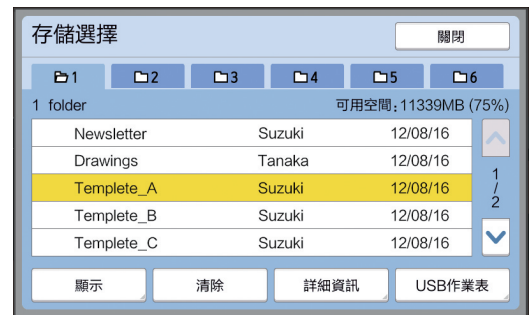 存儲選擇 關閉
1 2 3 4 5 6
1 folder 可用空間:11339MB (75%)
Newsletter Suzuki 12/08/16
Drawings Tanaka 12/08/16
Templete_A Suzuki 12/08/16
Templete_B Suzuki 12/08/16
Templete_C Suzuki 12/08/16
1
/
2
顯示 清除 詳細資訊 USB作業表